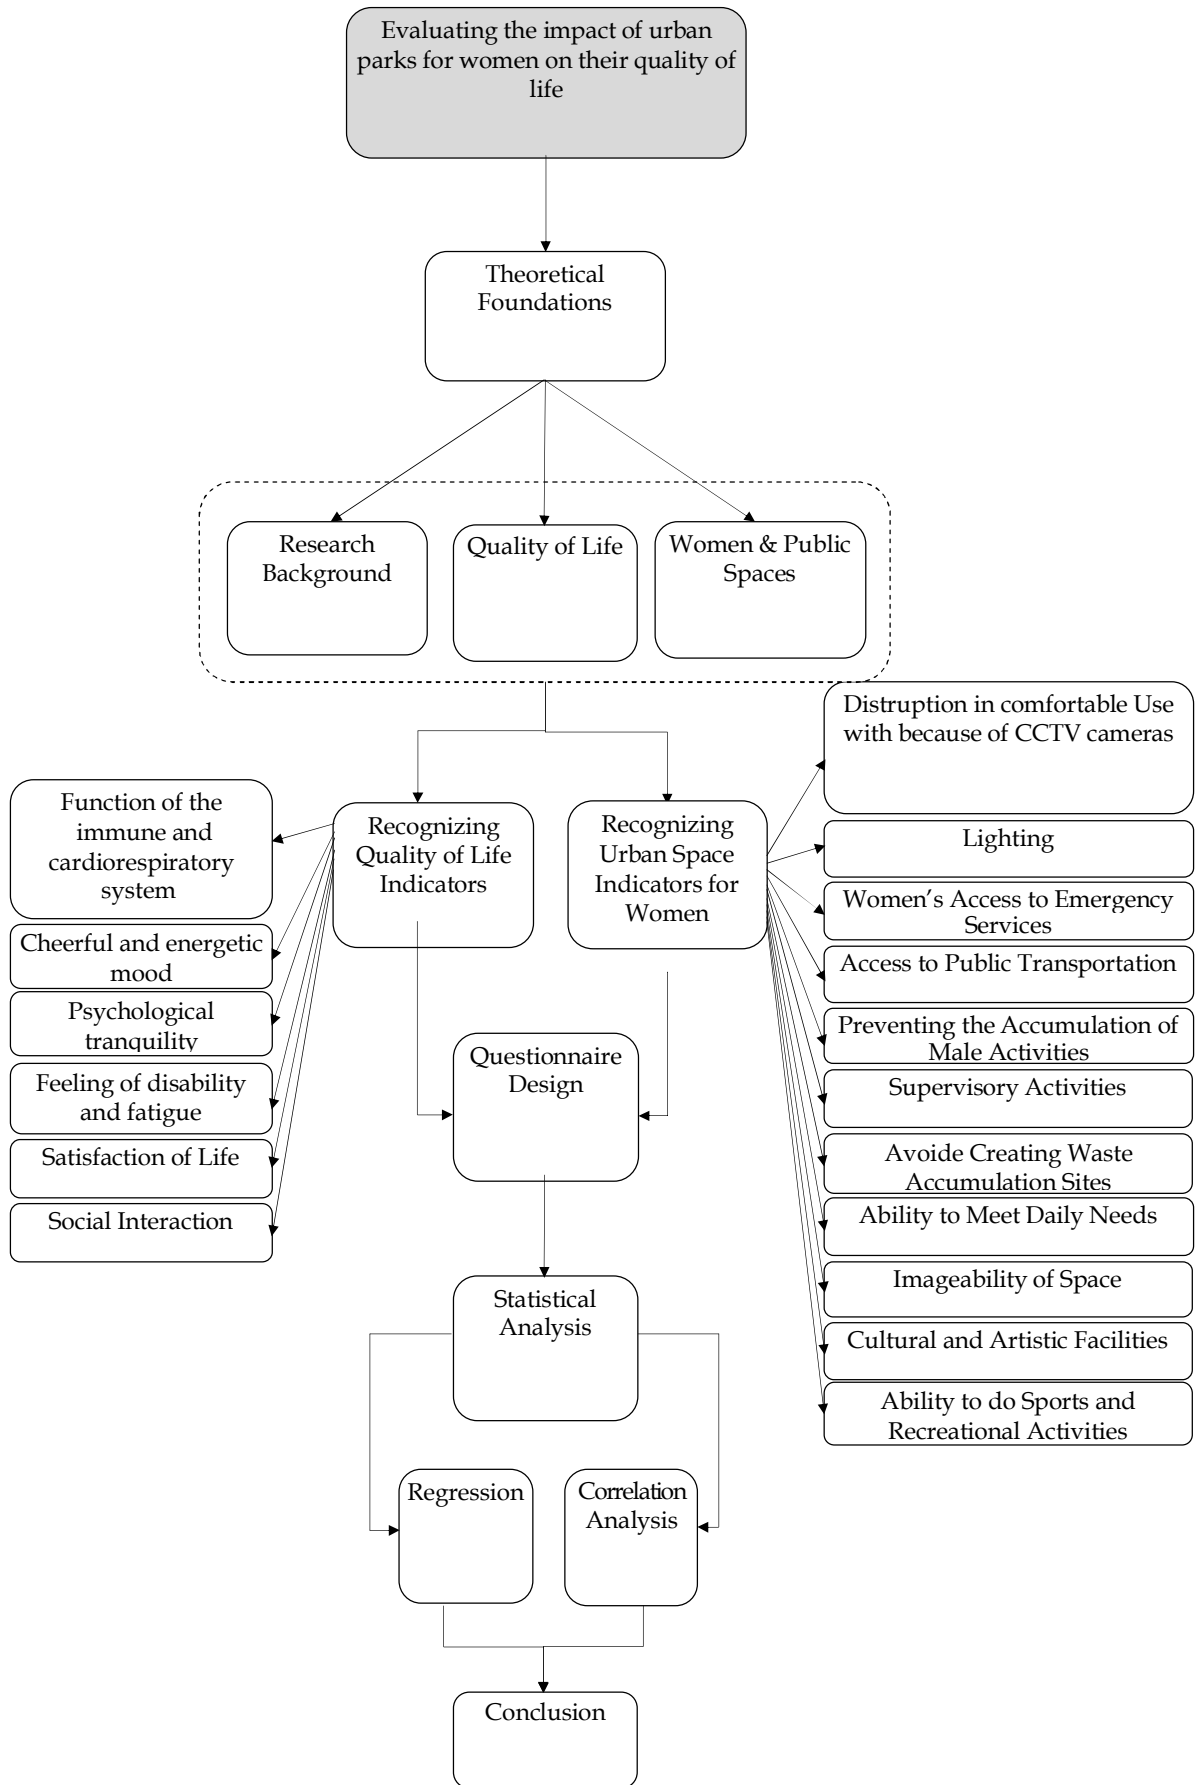 Evaluating the impact of urban
parks for women on their quality of
life
Theoretical
Foundations
Research
Background
Quality of Life
Women & Public
Spaces
Recognizing
Quality of Life
Indicators
Recognizing
Urban Space
Indicators for
Women
Function of the
immune and
cardiorespiratory
system
Cheerful and energetic
mood
Psychological
tranquility
Feeling of disability
and fatigue
Satisfaction of Life
Social Interaction
Distruption in comfortable Use
with because of CCTV cameras
Lighting
Women’s Access to Emergency
Services
Access to Public Transportation
Preventing the Accumulation of
Male Activities
Supervisory Activities
Avoide Creating Waste
Accumulation Sites
Ability to Meet Daily Needs
Imageability of Space
Cultural and Artistic Facilities
Ability to do Sports and
Recreational Activities
Questionnaire
Design
Statistical
Analysis
Regression
Correlation
Analysis
Conclusion